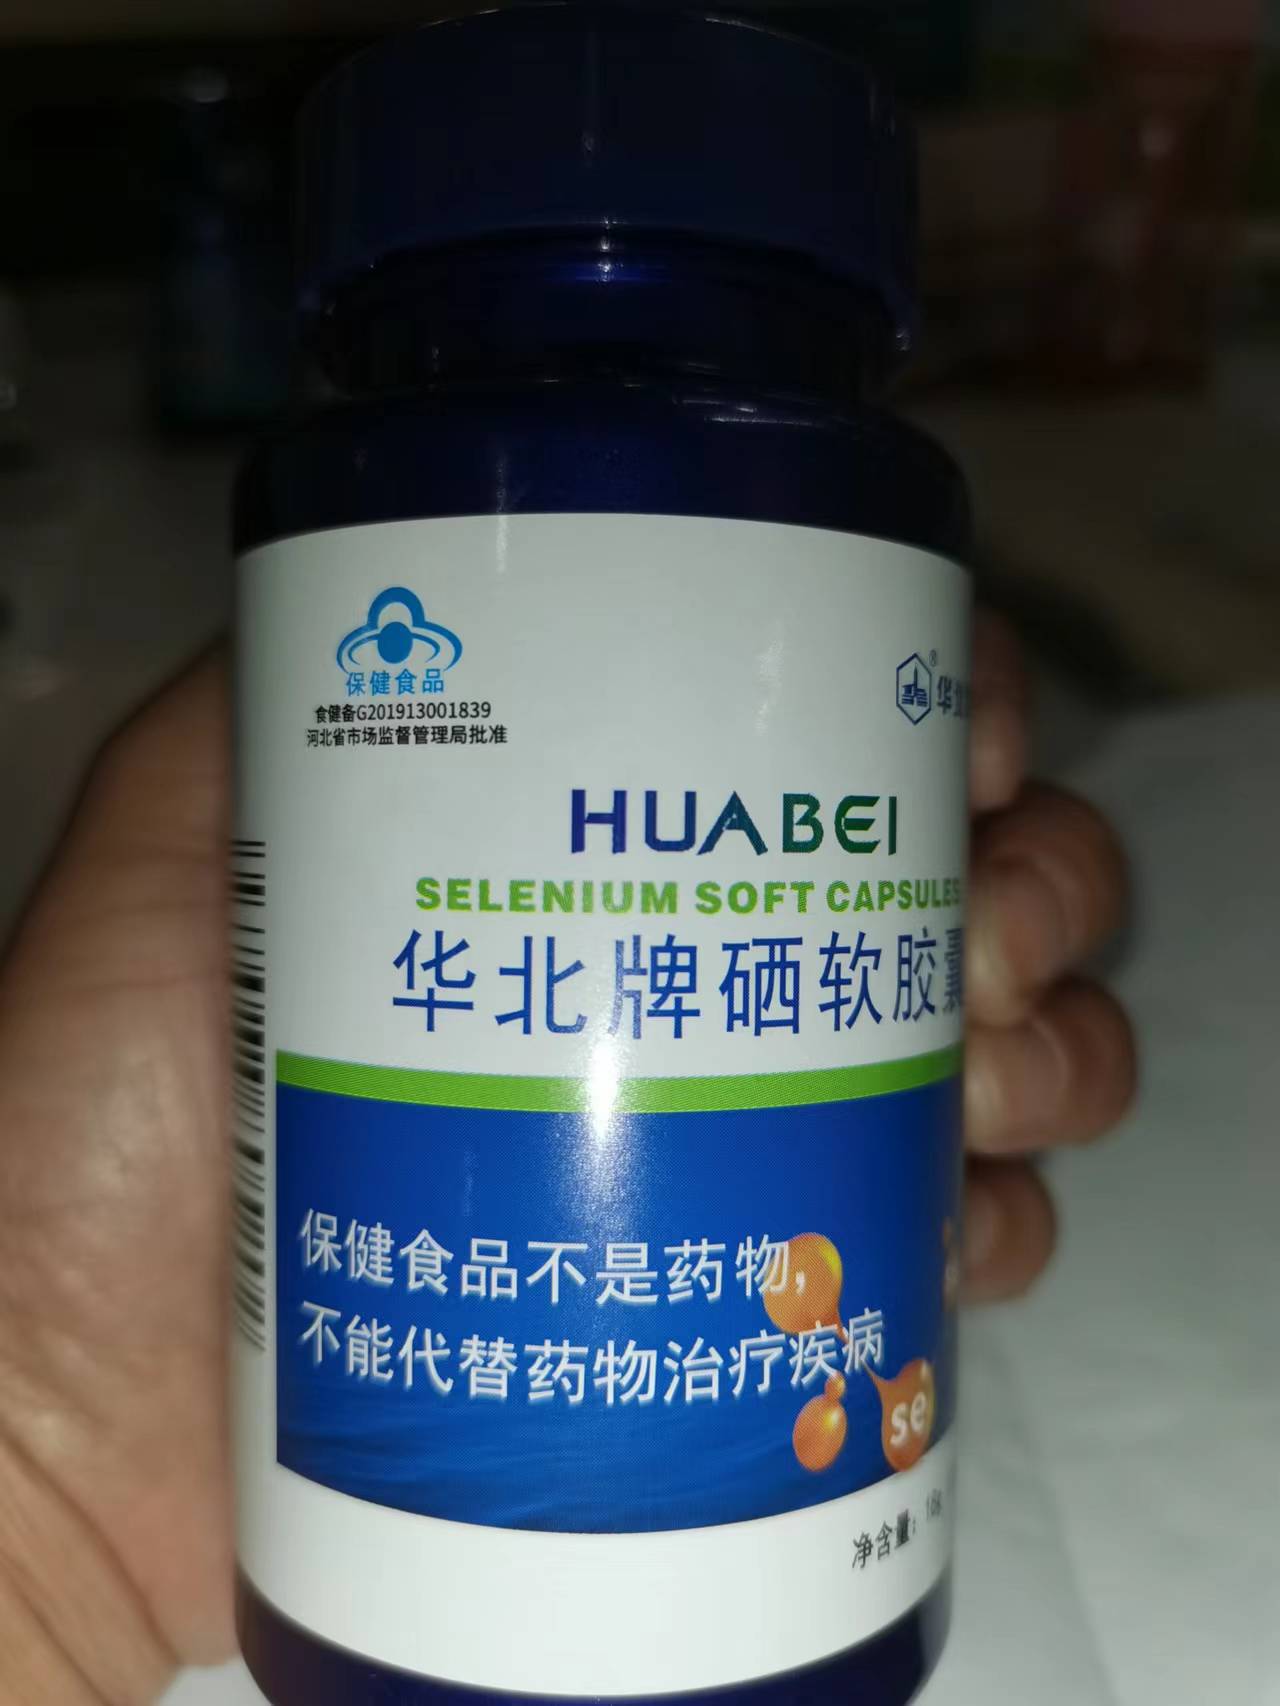 保健食品
食健备G201913001839
河北省市场监督管理局批准
®
HUABEI
SELENIUM SOFT CAPSULES
华北牌硒软胶囊
保健食品不是药物，
不能代替药物治疗疾病
se
净含量：